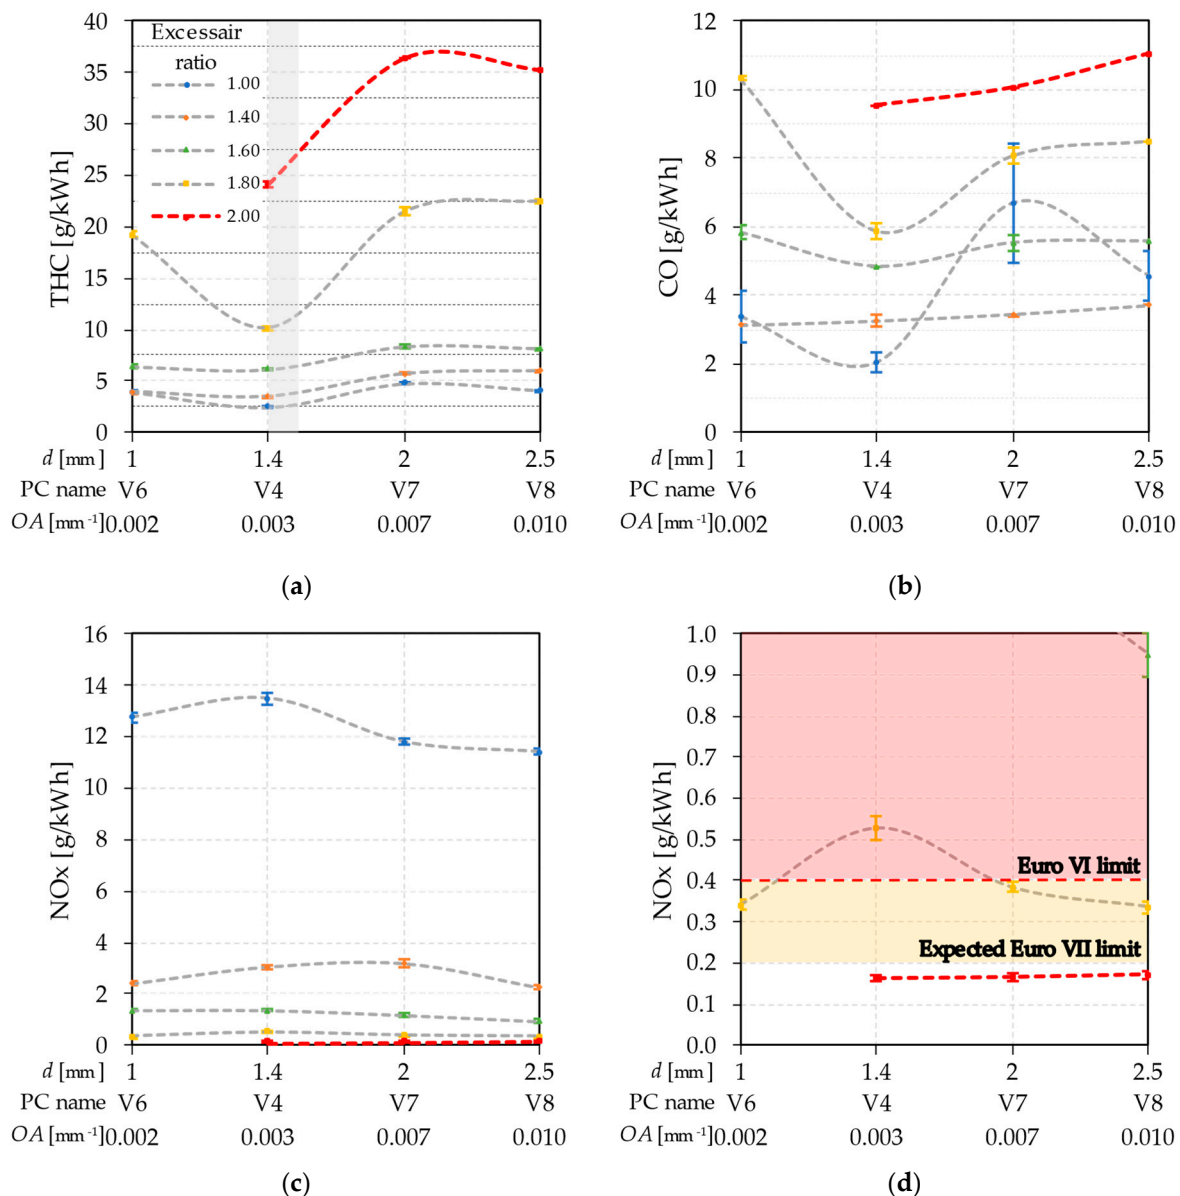 Excessair
ratio
1.00
1.40
1.60
1.80
2.00
THC [g/kWh]
40
35
30
25
20
15
10
5
0
d [mm] 1 1.4 2 2.5
PC name V6 V4 V7 V8
OA [mm⁻¹] 0.002 0.003 0.007 0.010
(a)
CO [g/kWh]
12
10
8
6
4
2
0
d [mm] 1 1.4 2 2.5
PC name V6 V4 V7 V8
OA [mm⁻¹] 0.002 0.003 0.007 0.010
(b)
NOx [g/kWh]
16
14
12
10
8
6
4
2
0
d [mm] 1 1.4 2 2.5
PC name V6 V4 V7 V8
OA [mm⁻¹] 0.002 0.003 0.007 0.010
(c)
NOx [g/kWh]
1.0
0.9
0.8
0.7
0.6
0.5
0.4
0.3
0.2
0.1
0.0
Euro VI limit
Expected Euro VII limit
d [mm] 1 1.4 2 2.5
PC name V6 V4 V7 V8
OA [mm⁻¹] 0.002 0.003 0.007 0.010
(d)